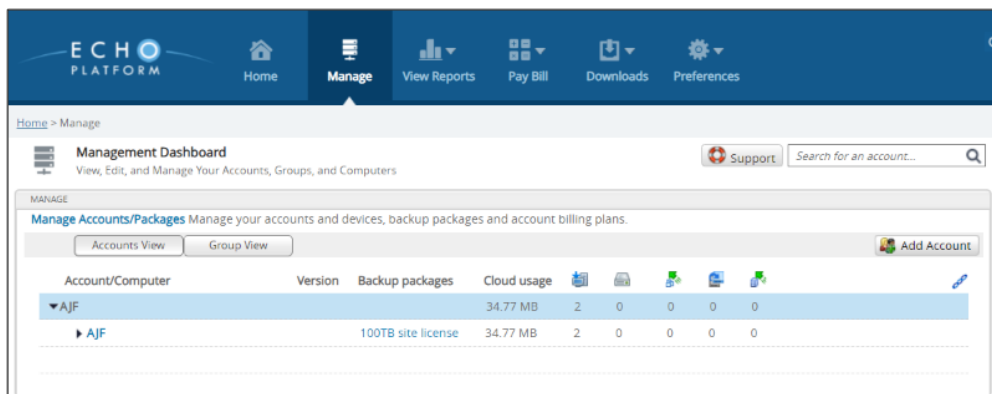 ECHO
PLATFORM
Home
Manage
View Reports
Pay Bill
Downloads
Preferences
Home > Manage
Management Dashboard
View, Edit, and Manage Your Accounts, Groups, and Computers
Support
Search for an account...
MANAGE
Manage Accounts/Packages Manage your accounts and devices, backup packages and account billing plans.
Accounts View Group View Add Account
Account/Computer Version Backup packages Cloud usage
AJF 34.77 MB 2 0 0 0 0
AJF 100TB site license 34.77 MB 2 0 0 0 0